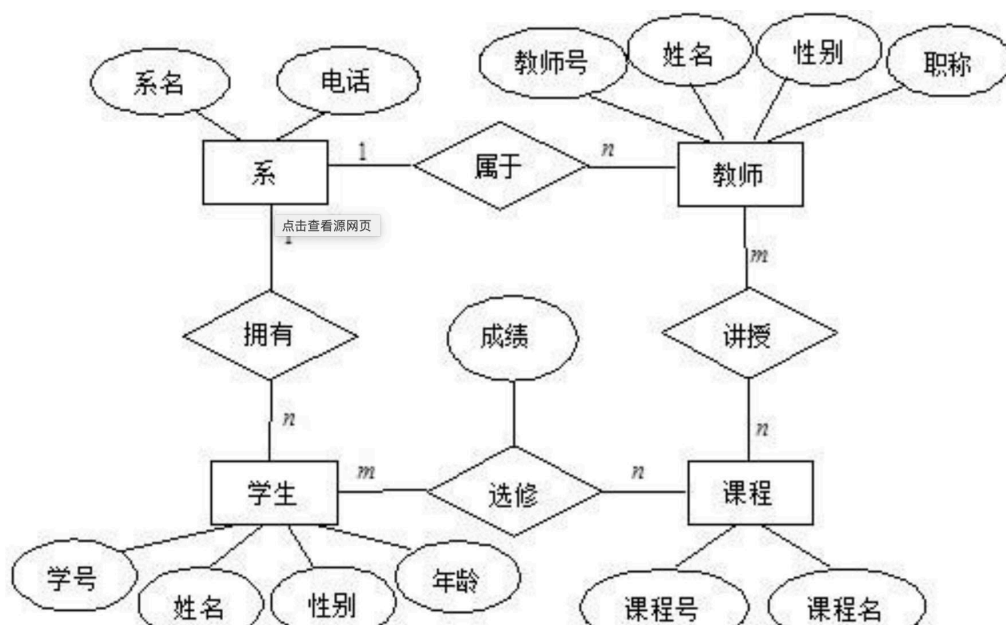 教师号
姓名
性别
职称
系名
电话
系
1
属于
n
教师
点击查看源网页
1
m
拥有
成绩
讲授
n
n
学生
m
选修
n
课程
学号
姓名
性别
年龄
课程号
课程名